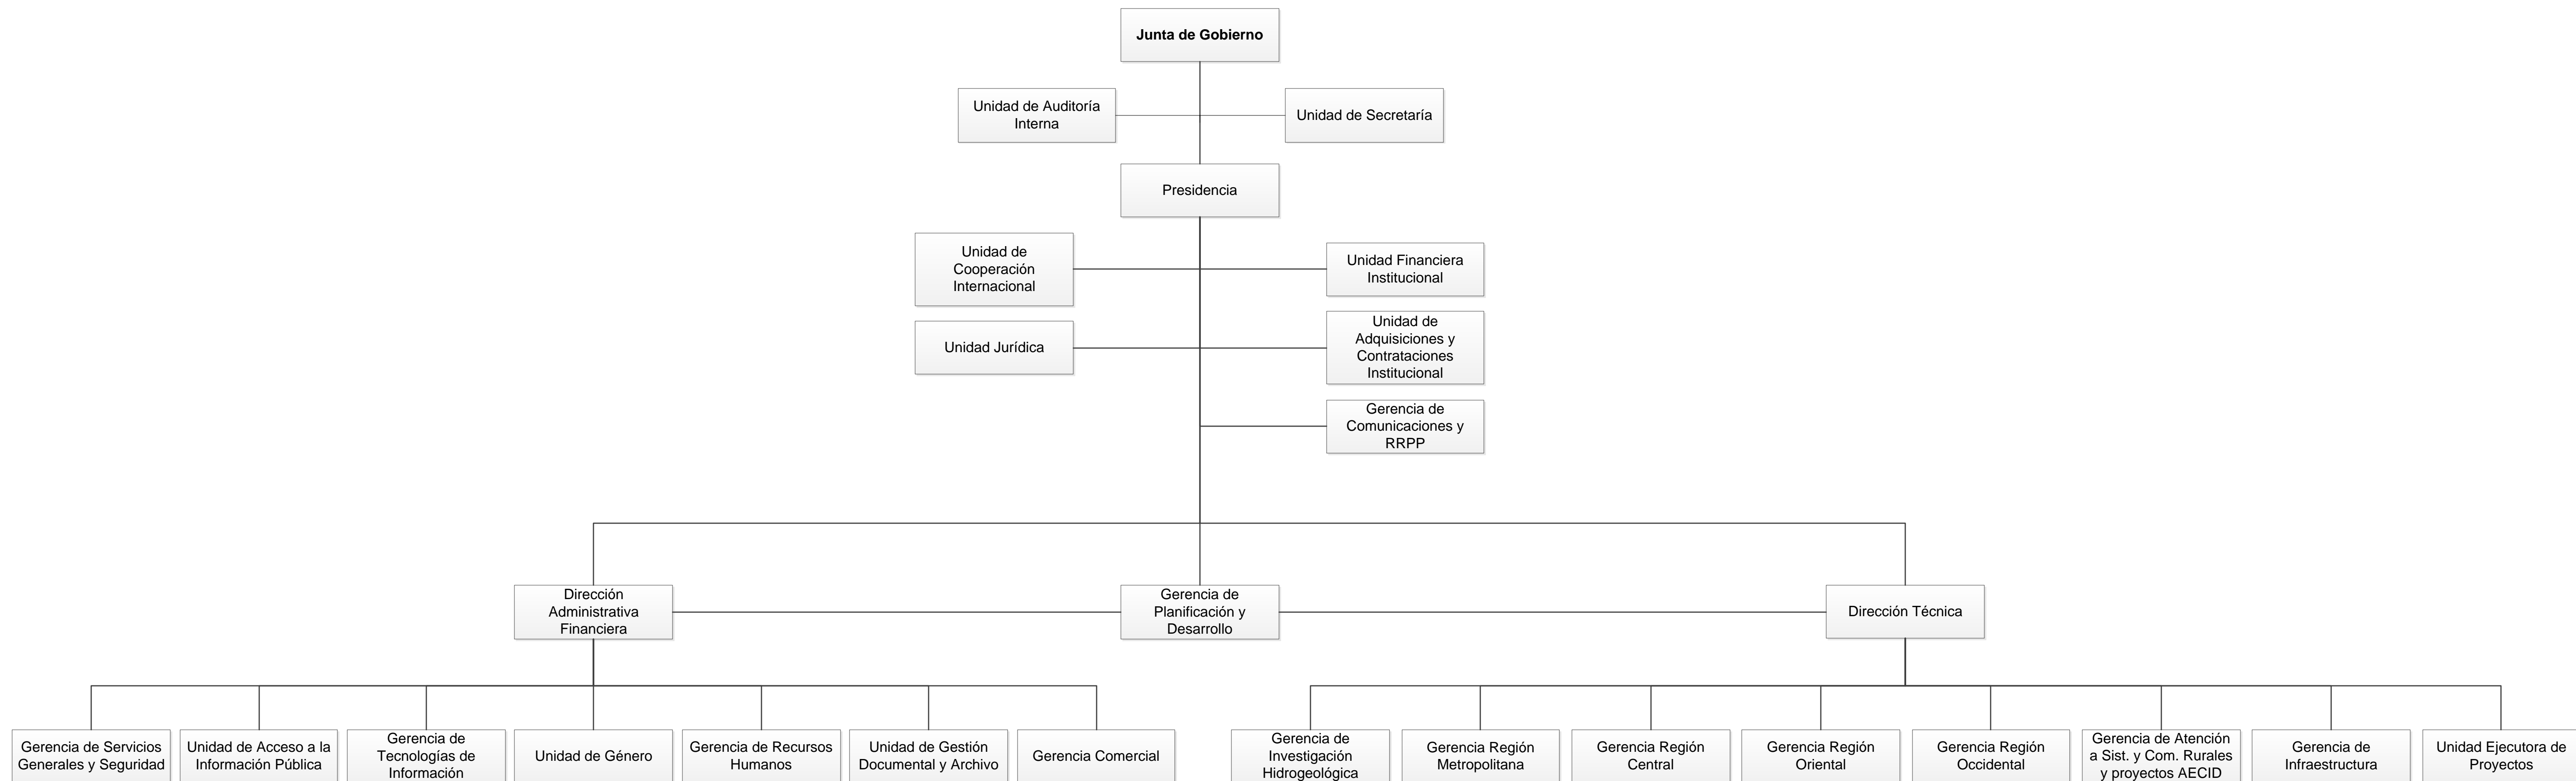 Junta de Gobierno
Unidad de Auditoría
Interna
Unidad de Secretaría
Presidencia
Unidad de
Cooperación
Internacional
Unidad Financiera
Institucional
Unidad Jurídica
Unidad de
Adquisiciones y
Contrataciones
Institucional
Gerencia de
Comunicaciones y
RRPP
Dirección
Administrativa
Financiera
Gerencia de
Planificación y
Desarrollo
Dirección Técnica
Gerencia de Servicios
Generales y Seguridad
Unidad de Acceso a la
Información Pública
Gerencia de
Tecnologías de
Información
Unidad de Género
Gerencia de Recursos
Humanos
Unidad de Gestión
Documental y Archivo
Gerencia Comercial
Gerencia de
Investigación
Hidrogeológica
Gerencia Región
Metropolitana
Gerencia Región
Central
Gerencia Región
Oriental
Gerencia Región
Occidental
Gerencia de Atención
a Sist. y Com. Rurales
y proyectos AECID
Gerencia de
Infraestructura
Unidad Ejecutora de
Proyectos